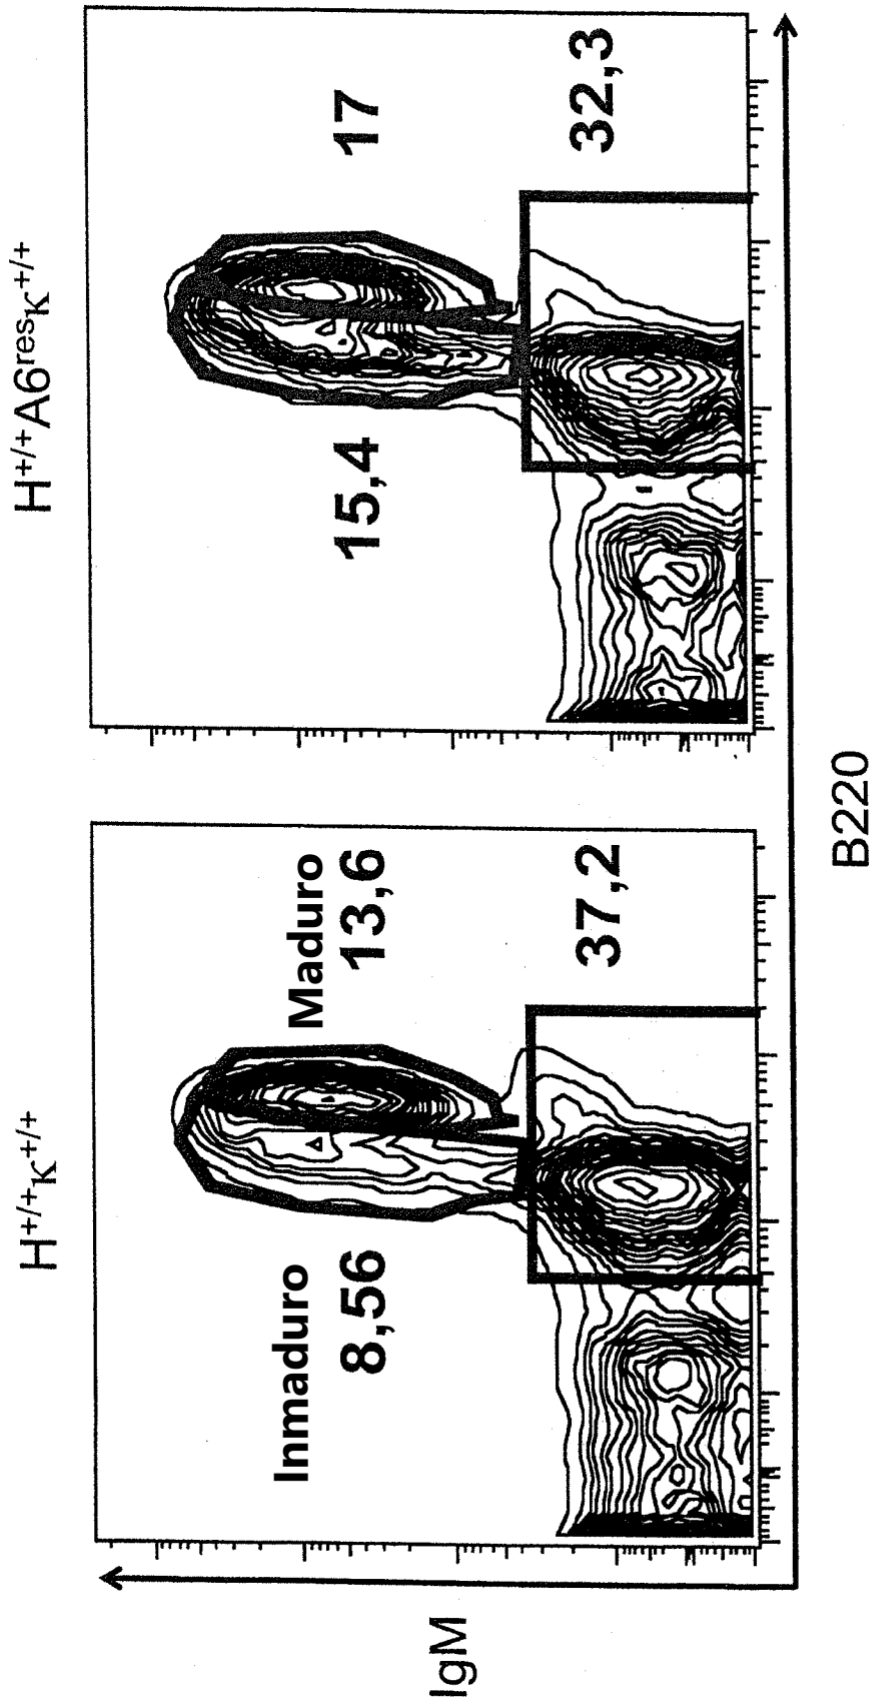 H+/+κ+/+
H+/+A6resκ+/+
Inmaduro
8,56
Maduro
13,6
37,2
15,4
17
32,3
IgM
B220